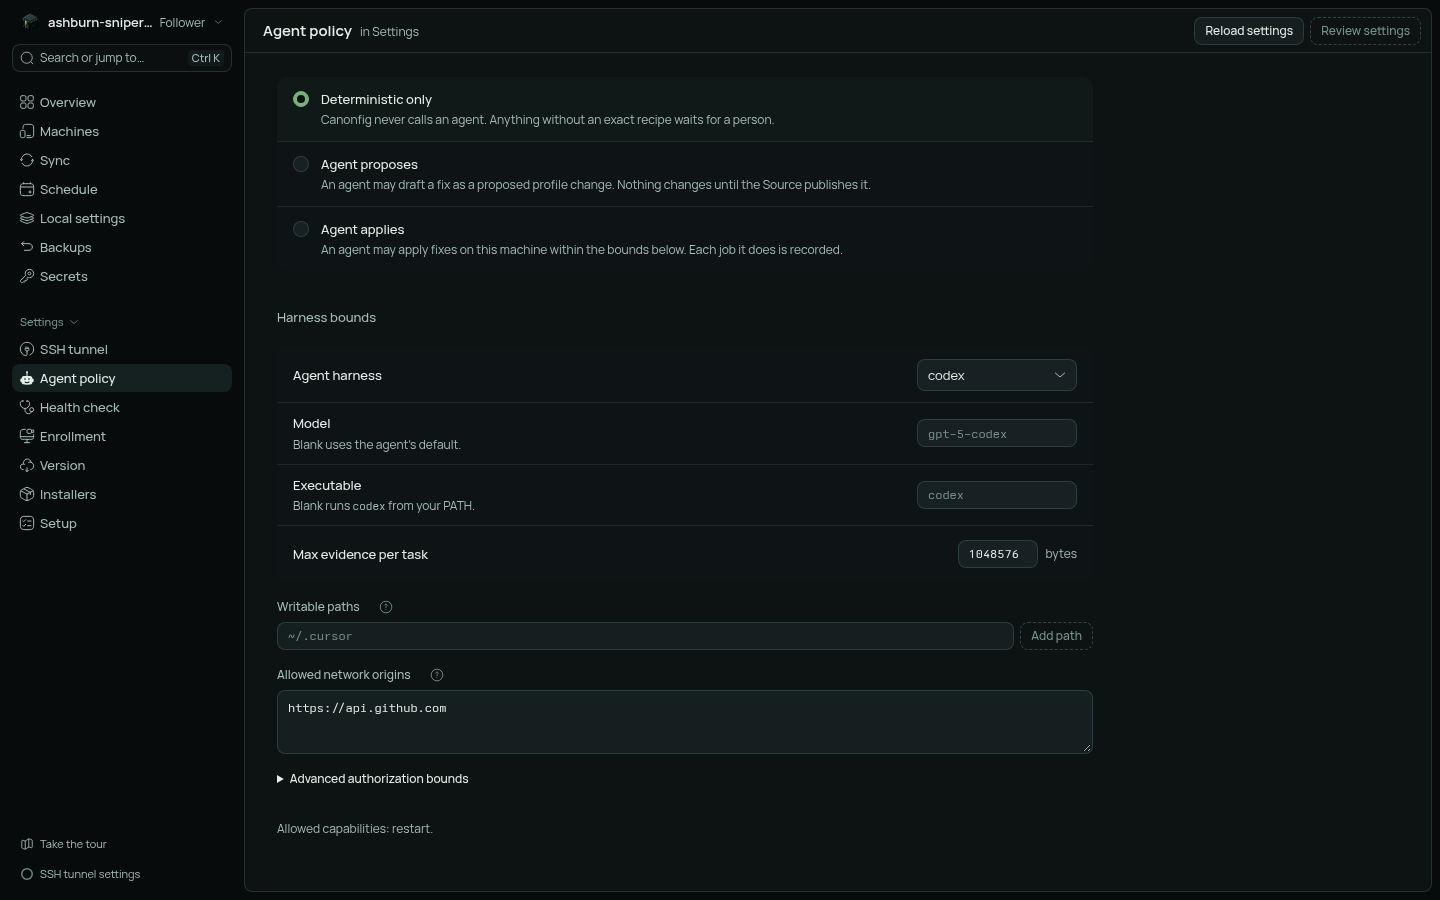 ashburn-sniper… Follower
Search or jump to… Ctrl K
Overview
Machines
Sync
Schedule
Local settings
Backups
Secrets
Settings
SSH tunnel
Agent policy
Health check
Enrollment
Version
Installers
Setup
Take the tour
SSH tunnel settings
Agent policy in Settings
Reload settings
Review settings
Deterministic only
Canonfig never calls an agent. Anything without an exact recipe waits for a person.
Agent proposes
An agent may draft a fix as a proposed profile change. Nothing changes until the Source publishes it.
Agent applies
An agent may apply fixes on this machine within the bounds below. Each job it does is recorded.
Harness bounds
Agent harness
codex
Model
Blank uses the agent's default.
gpt-5-codex
Executable
Blank runs codex from your PATH.
codex
Max evidence per task
1048576 bytes
Writable paths ?
~/.cursor
Add path
Allowed network origins ?
https://api.github.com
Advanced authorization bounds
Allowed capabilities: restart.